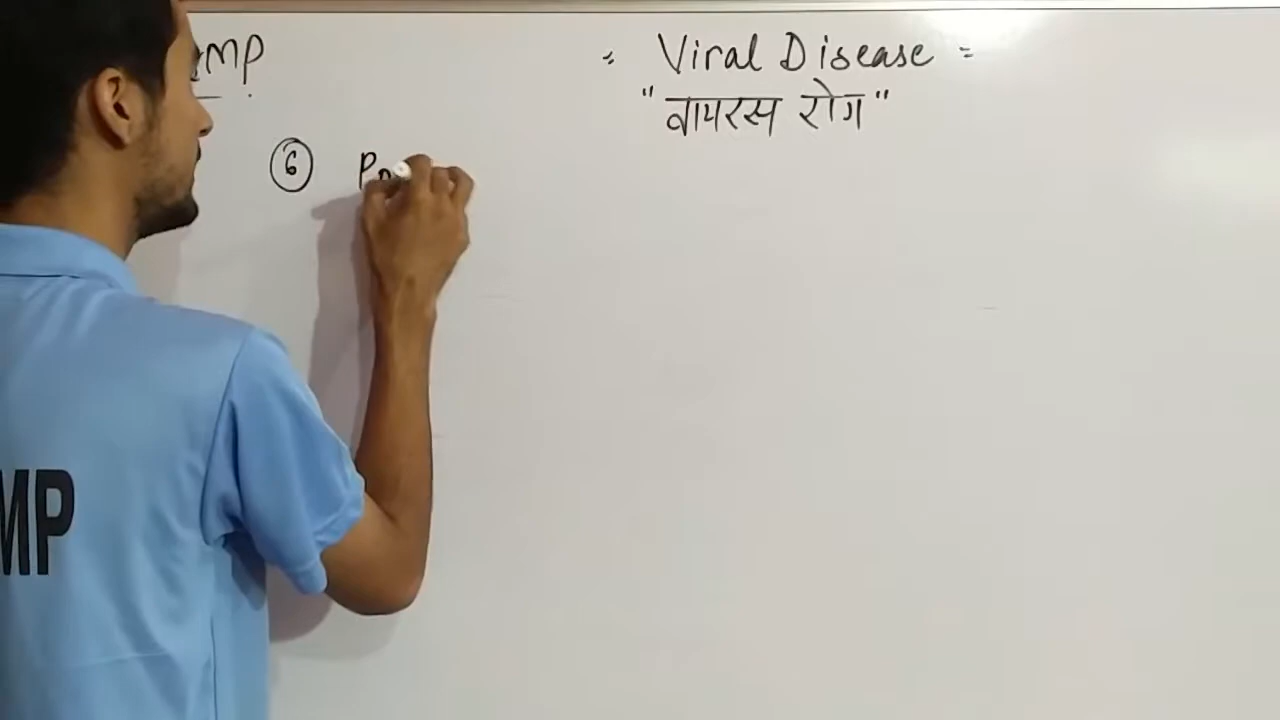 MP
= Viral Disease =
"वायरस रोग"
6
MP